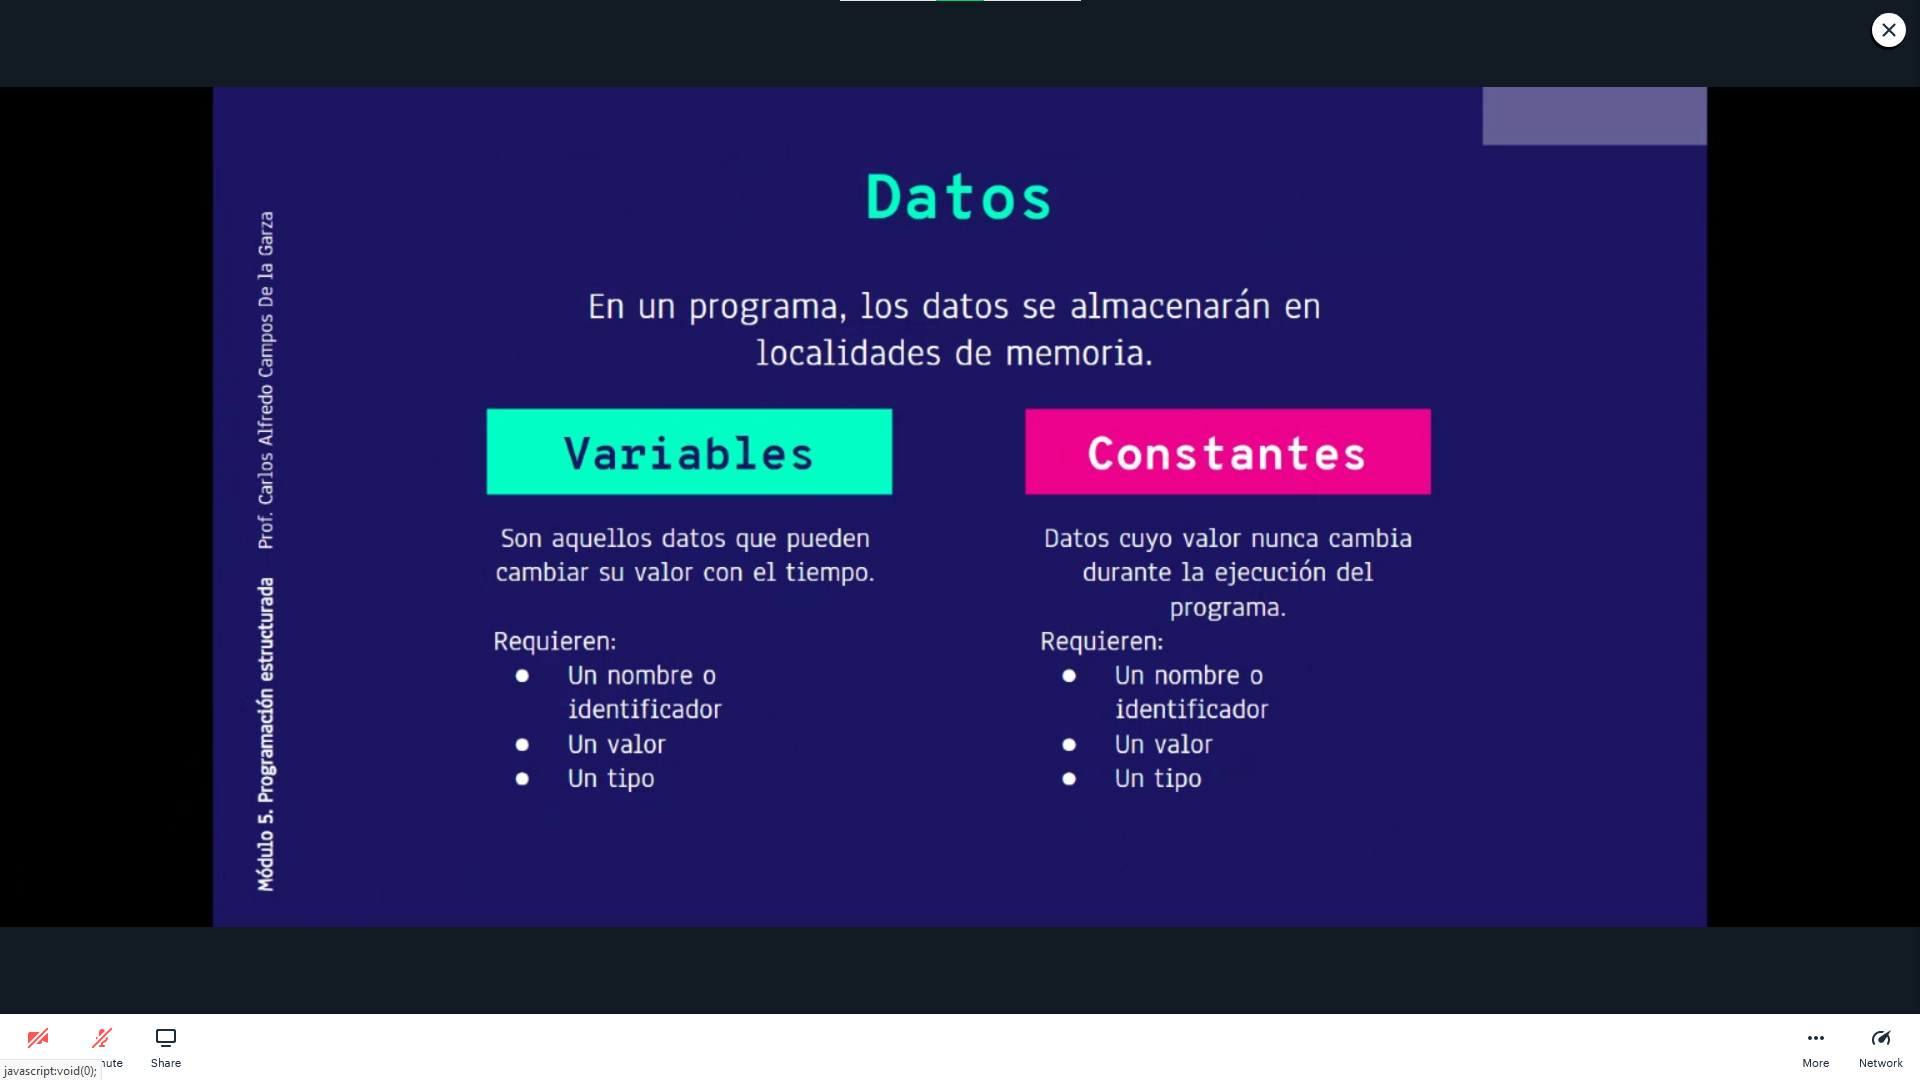 Datos
En un programa, los datos se almacenarán en
localidades de memoria.
Variables
Son aquellos datos que pueden
cambiar su valor con el tiempo.
Requieren:
● Un nombre o
identificador
● Un valor
● Un tipo
Constantes
Datos cuyo valor nunca cambia
durante la ejecución del
programa.
Requieren:
● Un nombre o
identificador
● Un valor
● Un tipo
Módulo 5. Programación estructurada Prof. Carlos Alfredo Campos De la Garza
Share
More
Network
javascript:void(0);